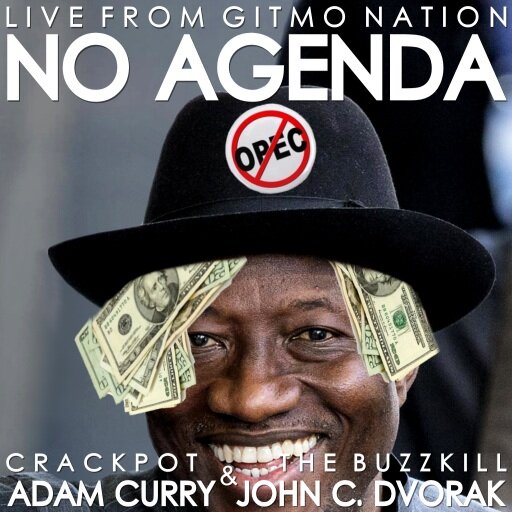 LIVE FROM GITMO NATION
NO AGENDA
OPEC
CRACKPOT & THE BUZZKILL
ADAM CURRY JOHN C. DVORAK